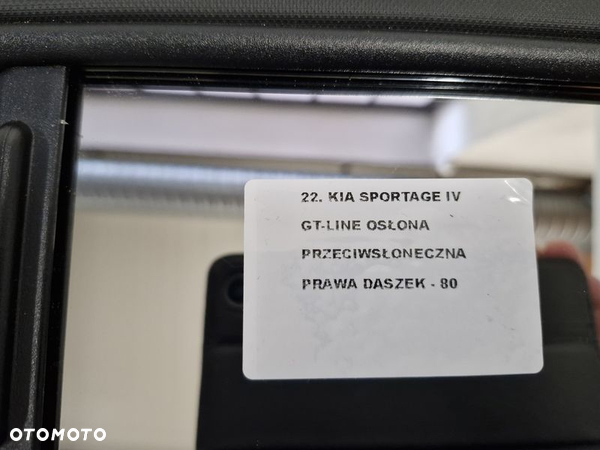 22. KIA SPORTAGE IV
GT-LINE OSŁONA
PRZECIWSŁONECZNA
PRAWA DASZEK - 80
OTOMOTO